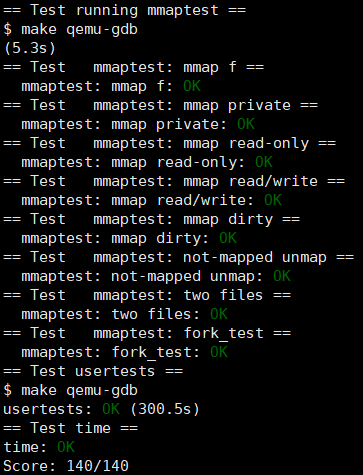 == Test running mmaptest ==
$ make qemu-gdb
(5.3s)
== Test   mmaptest: mmap f ==
  mmaptest: mmap f: OK
== Test   mmaptest: mmap private ==
  mmaptest: mmap private: OK
== Test   mmaptest: mmap read-only ==
  mmaptest: mmap read-only: OK
== Test   mmaptest: mmap read/write ==
  mmaptest: mmap read/write: OK
== Test   mmaptest: mmap dirty ==
  mmaptest: mmap dirty: OK
== Test   mmaptest: not-mapped unmap ==
  mmaptest: not-mapped unmap: OK
== Test   mmaptest: two files ==
  mmaptest: two files: OK
== Test   mmaptest: fork_test ==
  mmaptest: fork_test: OK
== Test usertests ==
$ make qemu-gdb
usertests: OK (300.5s)
== Test time ==
time: OK
Score: 140/140